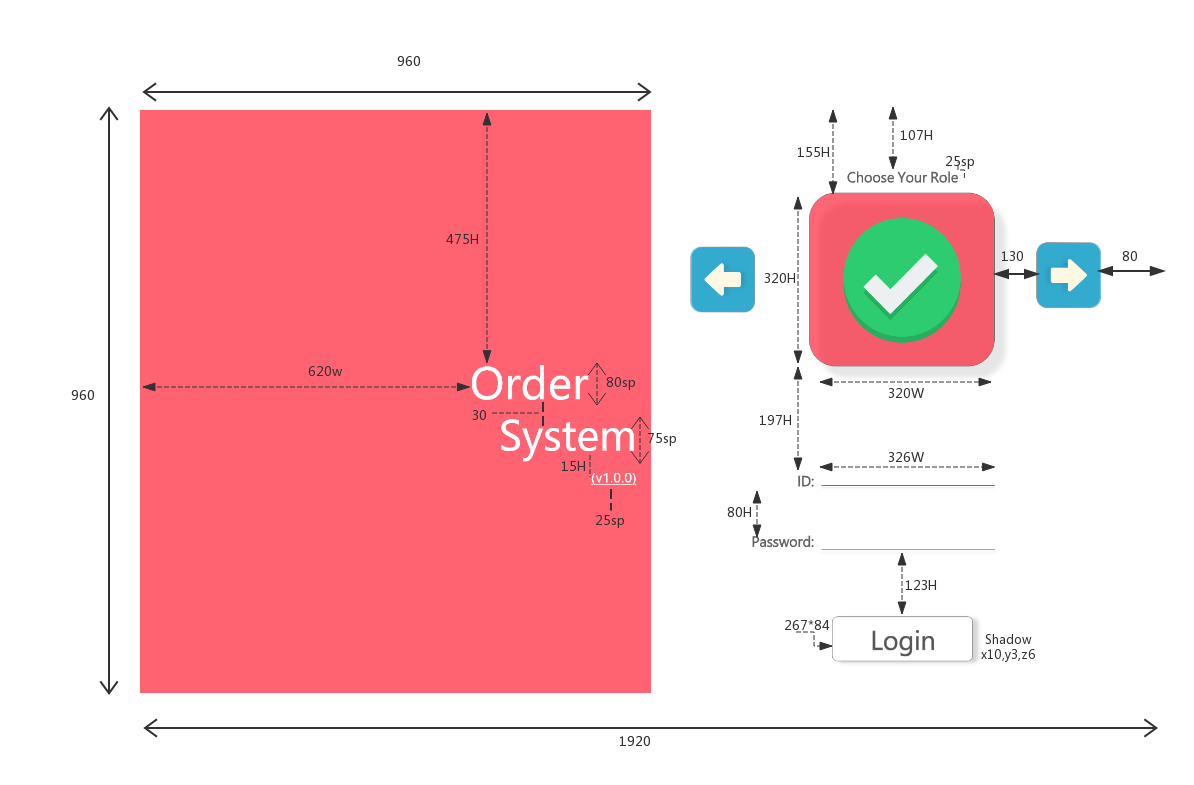 960
107H
155H
25sp
Choose Your Role
475H
130
80
320H
620w
Order
80sp
320W
960
30
197H
System
75sp
326W
15H
(v1.0.0)
ID:
80H
25sp
Password:
123H
267*84
Login
Shadow
x10,y3,z6
1920